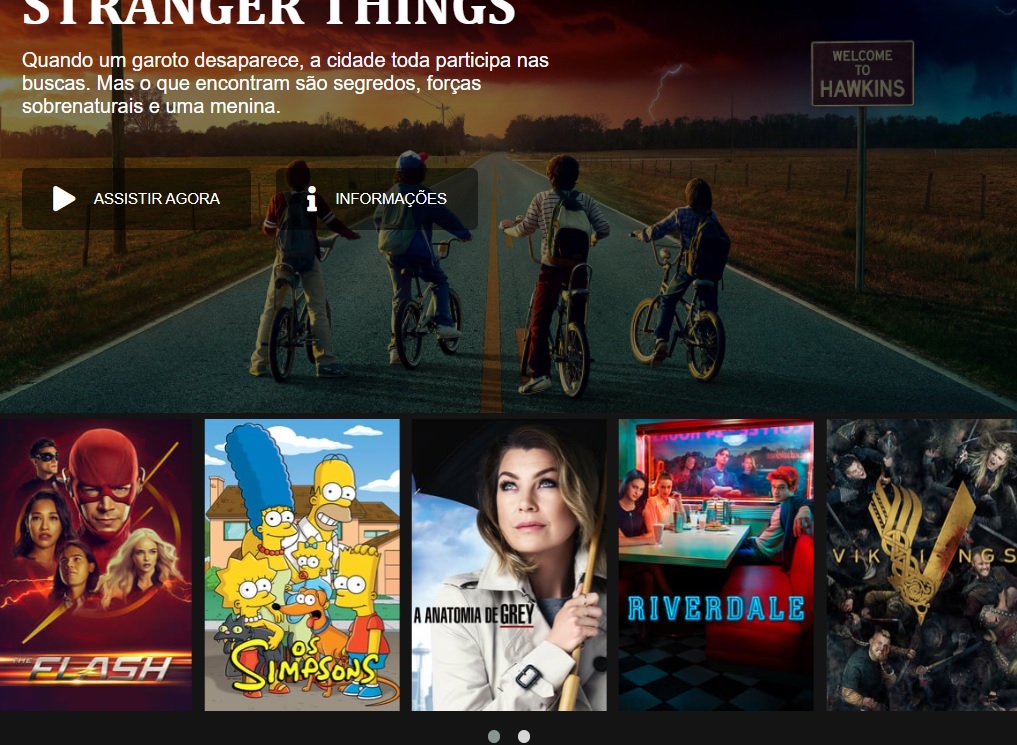 STRANGER THINGS
Quando um garoto desaparece, a cidade toda participa nas
buscas. Mas o que encontram são segredos, forças
sobrenaturais e uma menina.
WELCOME
TO
HAWKINS
ASSISTIR AGORA
INFORMAÇÕES
THE
FLASH
OS
SIMPSONS
A ANATOMIA DE GREY
RIVERDALE
VIKINGS